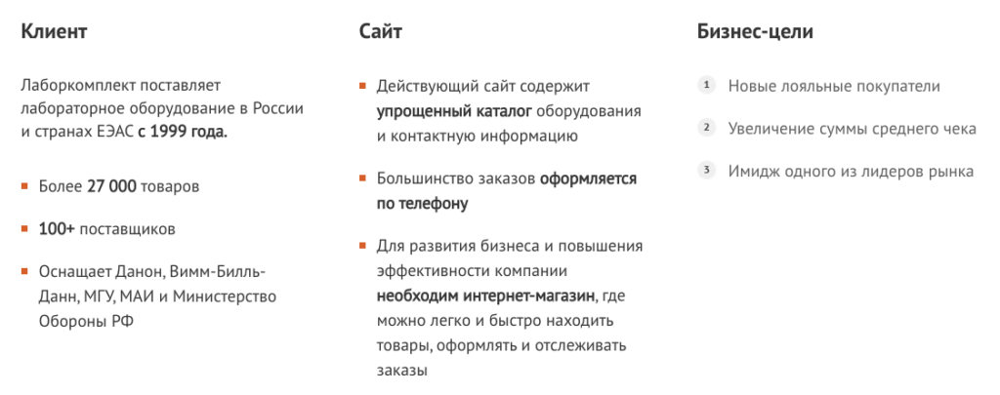 Клиент
Лаборкомплект поставляет
лабораторное оборудование в России
и странах ЕЭАС с 1999 года.
Более 27 000 товаров
100+ поставщиков
Оснащает Данон, Вимм-Билль-
Данн, МГУ, МАИ и Министерство
Обороны РФ
Сайт
Действующий сайт содержит
упрощенный каталог оборудования
и контактную информацию
Большинство заказов оформляется
по телефону
Для развития бизнеса и повышения
эффективности компании
необходим интернет-магазин, где
можно легко и быстро находить
товары, оформлять и отслеживать
заказы
Бизнес-цели
1 Новые лояльные покупатели
2 Увеличение суммы среднего чека
3 Имидж одного из лидеров рынка